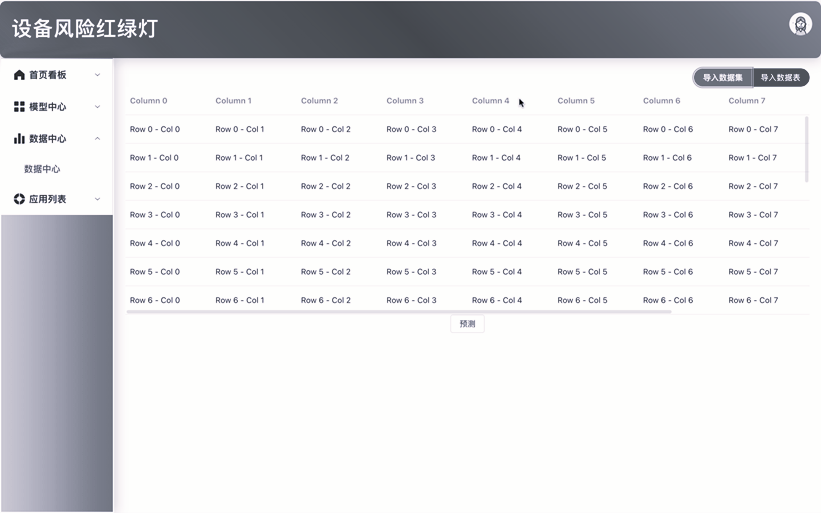 设备风险红绿灯
首页看板
模型中心
数据中心
数据中心
应用列表
导入数据集 导入数据表
Column 0 Column 1 Column 2 Column 3 Column 4 Column 5 Column 6 Column 7
Row 0 - Col 0 Row 0 - Col 1 Row 0 - Col 2 Row 0 - Col 3 Row 0 - Col 4 Row 0 - Col 5 Row 0 - Col 6 Row 0 - Col 7
Row 1 - Col 0 Row 1 - Col 1 Row 1 - Col 2 Row 1 - Col 3 Row 1 - Col 4 Row 1 - Col 5 Row 1 - Col 6 Row 1 - Col 7
Row 2 - Col 0 Row 2 - Col 1 Row 2 - Col 2 Row 2 - Col 3 Row 2 - Col 4 Row 2 - Col 5 Row 2 - Col 6 Row 2 - Col 7
Row 3 - Col 0 Row 3 - Col 1 Row 3 - Col 2 Row 3 - Col 3 Row 3 - Col 4 Row 3 - Col 5 Row 3 - Col 6 Row 3 - Col 7
Row 4 - Col 0 Row 4 - Col 1 Row 4 - Col 2 Row 4 - Col 3 Row 4 - Col 4 Row 4 - Col 5 Row 4 - Col 6 Row 4 - Col 7
Row 5 - Col 0 Row 5 - Col 1 Row 5 - Col 2 Row 5 - Col 3 Row 5 - Col 4 Row 5 - Col 5 Row 5 - Col 6 Row 5 - Col 7
Row 6 - Col 0 Row 6 - Col 1 Row 6 - Col 2 Row 6 - Col 3 Row 6 - Col 4 Row 6 - Col 5 Row 6 - Col 6 Row 6 - Col 7
预测